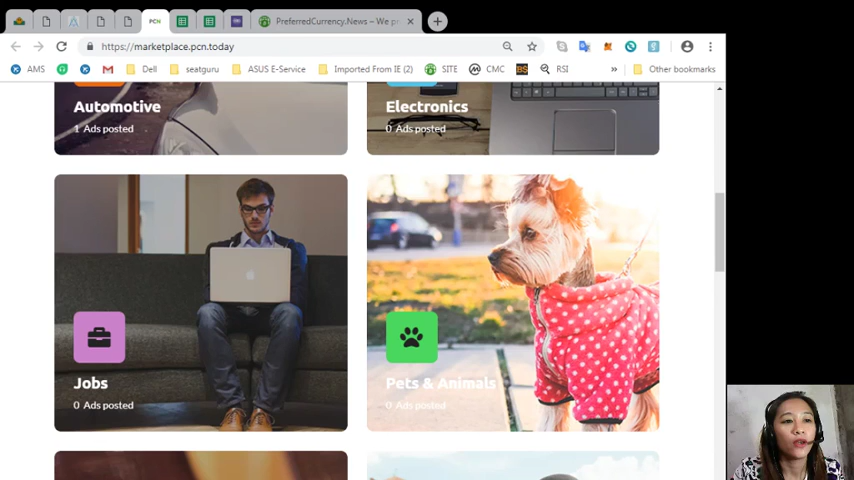 PCN
PreferredCurrency.News – We pr
https://marketplace.pcn.today
AMS
Dell
seatguru
ASUS E-Service
Imported From IE (2)
SITE
CMC
BS
RSI
»
Other bookmarks
Automotive
1 Ads posted
Electronics
0 Ads posted
Jobs
0 Ads posted
Pets & Animals
0 Ads posted